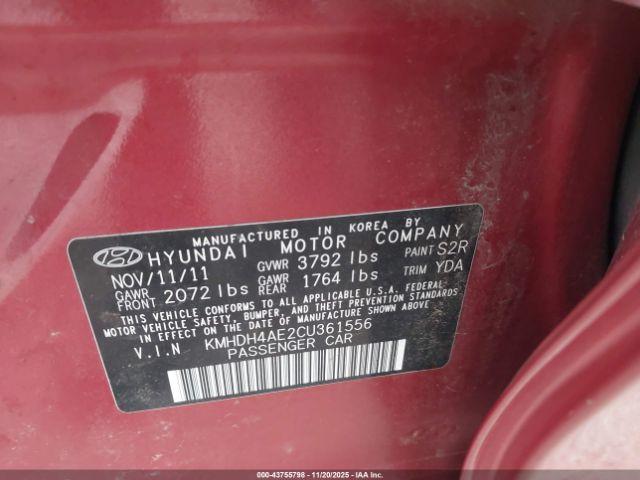 MANUFACTURED IN KOREA BY
HYUNDAI MOTOR COMPANY
NOV/11/11 GVWR 3792 lbs PAINT S2R
GAWR FRONT 2072 lbs GAWR REAR 1764 lbs TRIM YDA
THIS VEHICLE CONFORMS TO ALL APPLICABLE U.S.A. FEDERAL
MOTOR VEHICLE SAFETY, BUMPER, AND THEFT PREVENTION
STANDARDS IN EFFECT ON THE DATE OF MANUFACTURE SHOWN ABOVE.
V.I.N KMHDH4AE2CU361556
PASSENGER CAR
000-43755798 - 11/20/2025 - IAA Inc.